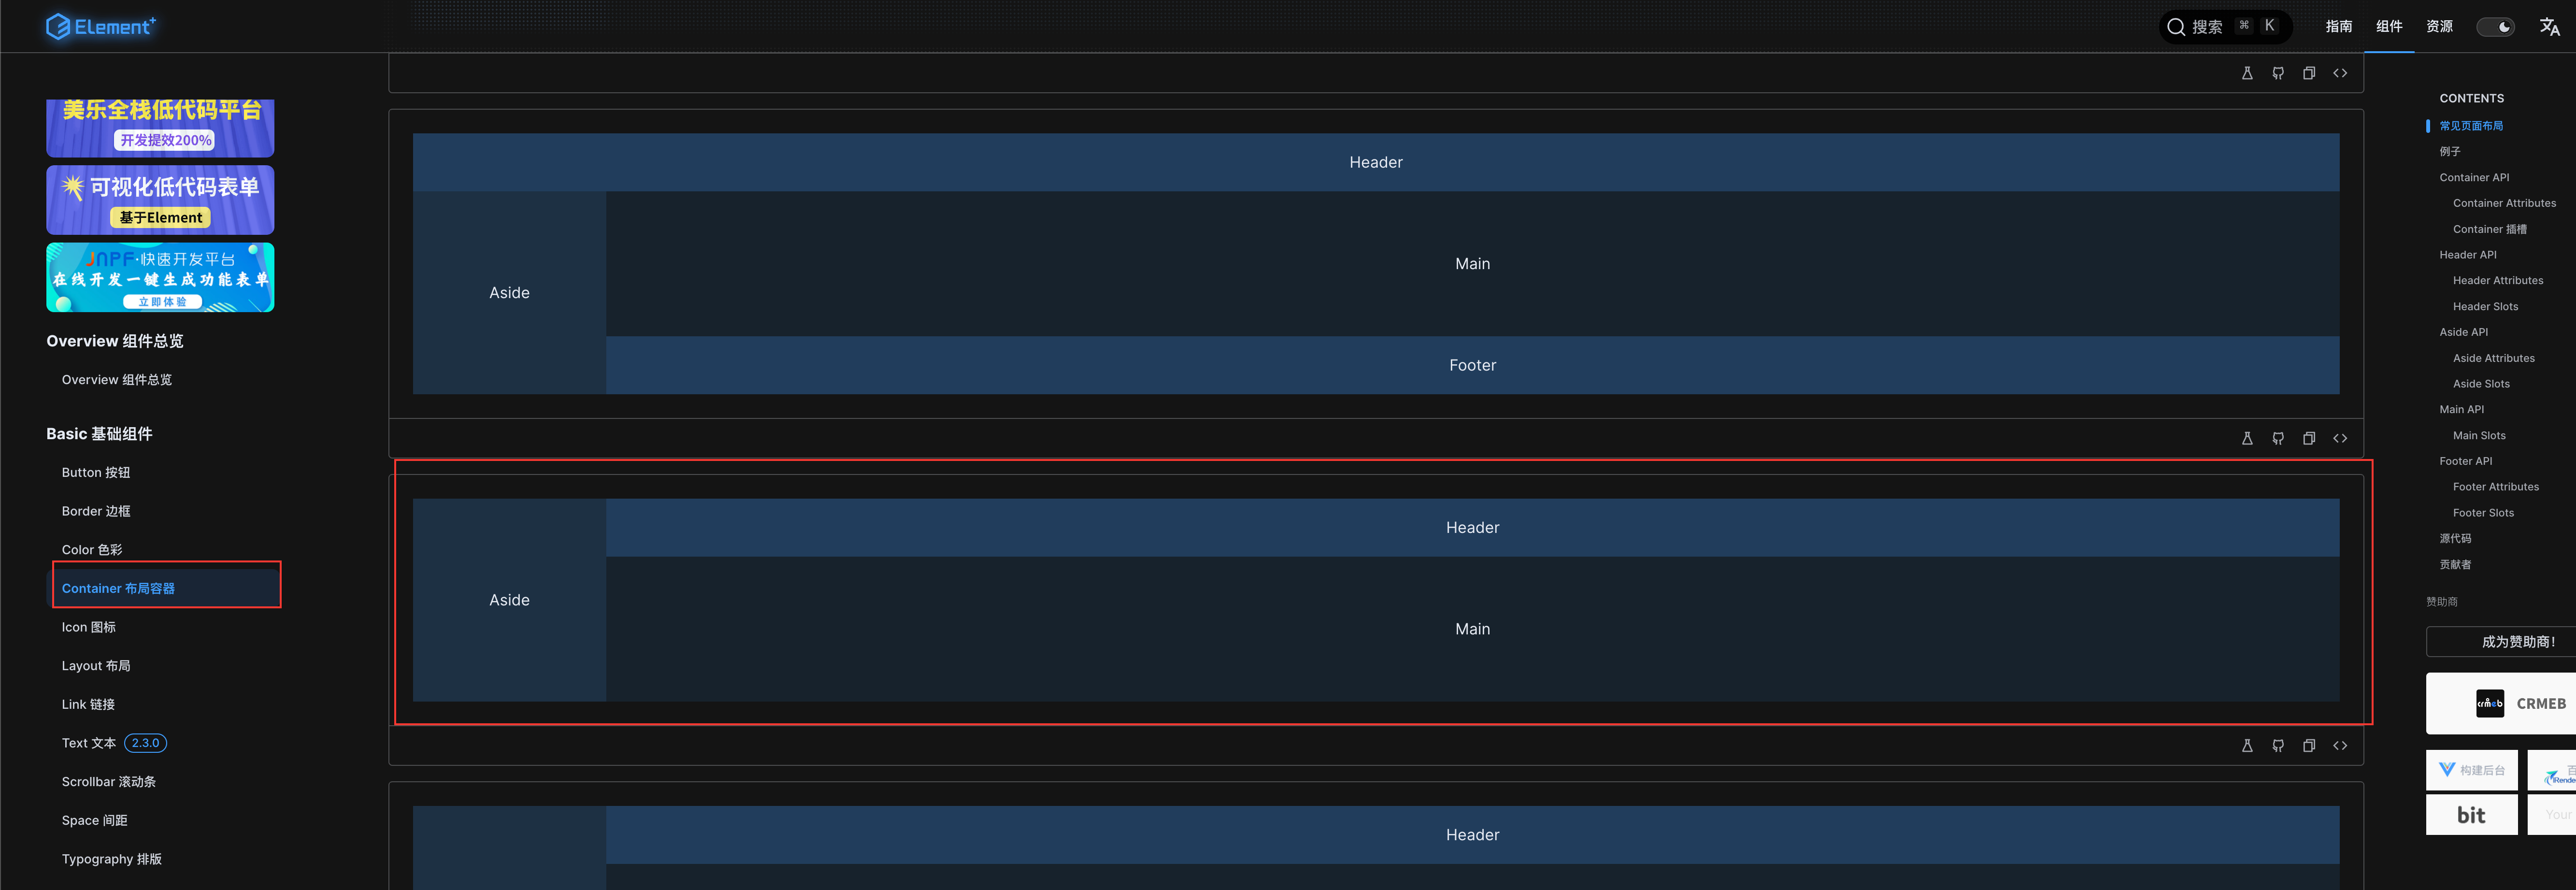 Element+
搜索 ⌘ K
指南
组件
资源
美乐全栈低代码平台
开发提效200%
可视化低代码表单
基于Element
JNPF·快速开发平台
在线开发一键生成功能表单
立即体验
Overview 组件总览
Overview 组件总览
Basic 基础组件
Button 按钮
Border 边框
Color 色彩
Container 布局容器
Icon 图标
Layout 布局
Link 链接
Text 文本 2.3.0
Scrollbar 滚动条
Space 间距
Typography 排版
Header
Aside
Main
Footer
Aside
Header
Main
Header
CONTENTS
常见页面布局
例子
Container API
Container Attributes
Container 插槽
Header API
Header Attributes
Header Slots
Aside API
Aside Attributes
Aside Slots
Main API
Main Slots
Footer API
Footer Attributes
Footer Slots
源代码
贡献者
赞助商
成为赞助商!
crmeb CRMEB
构建后台
百
bit
Your